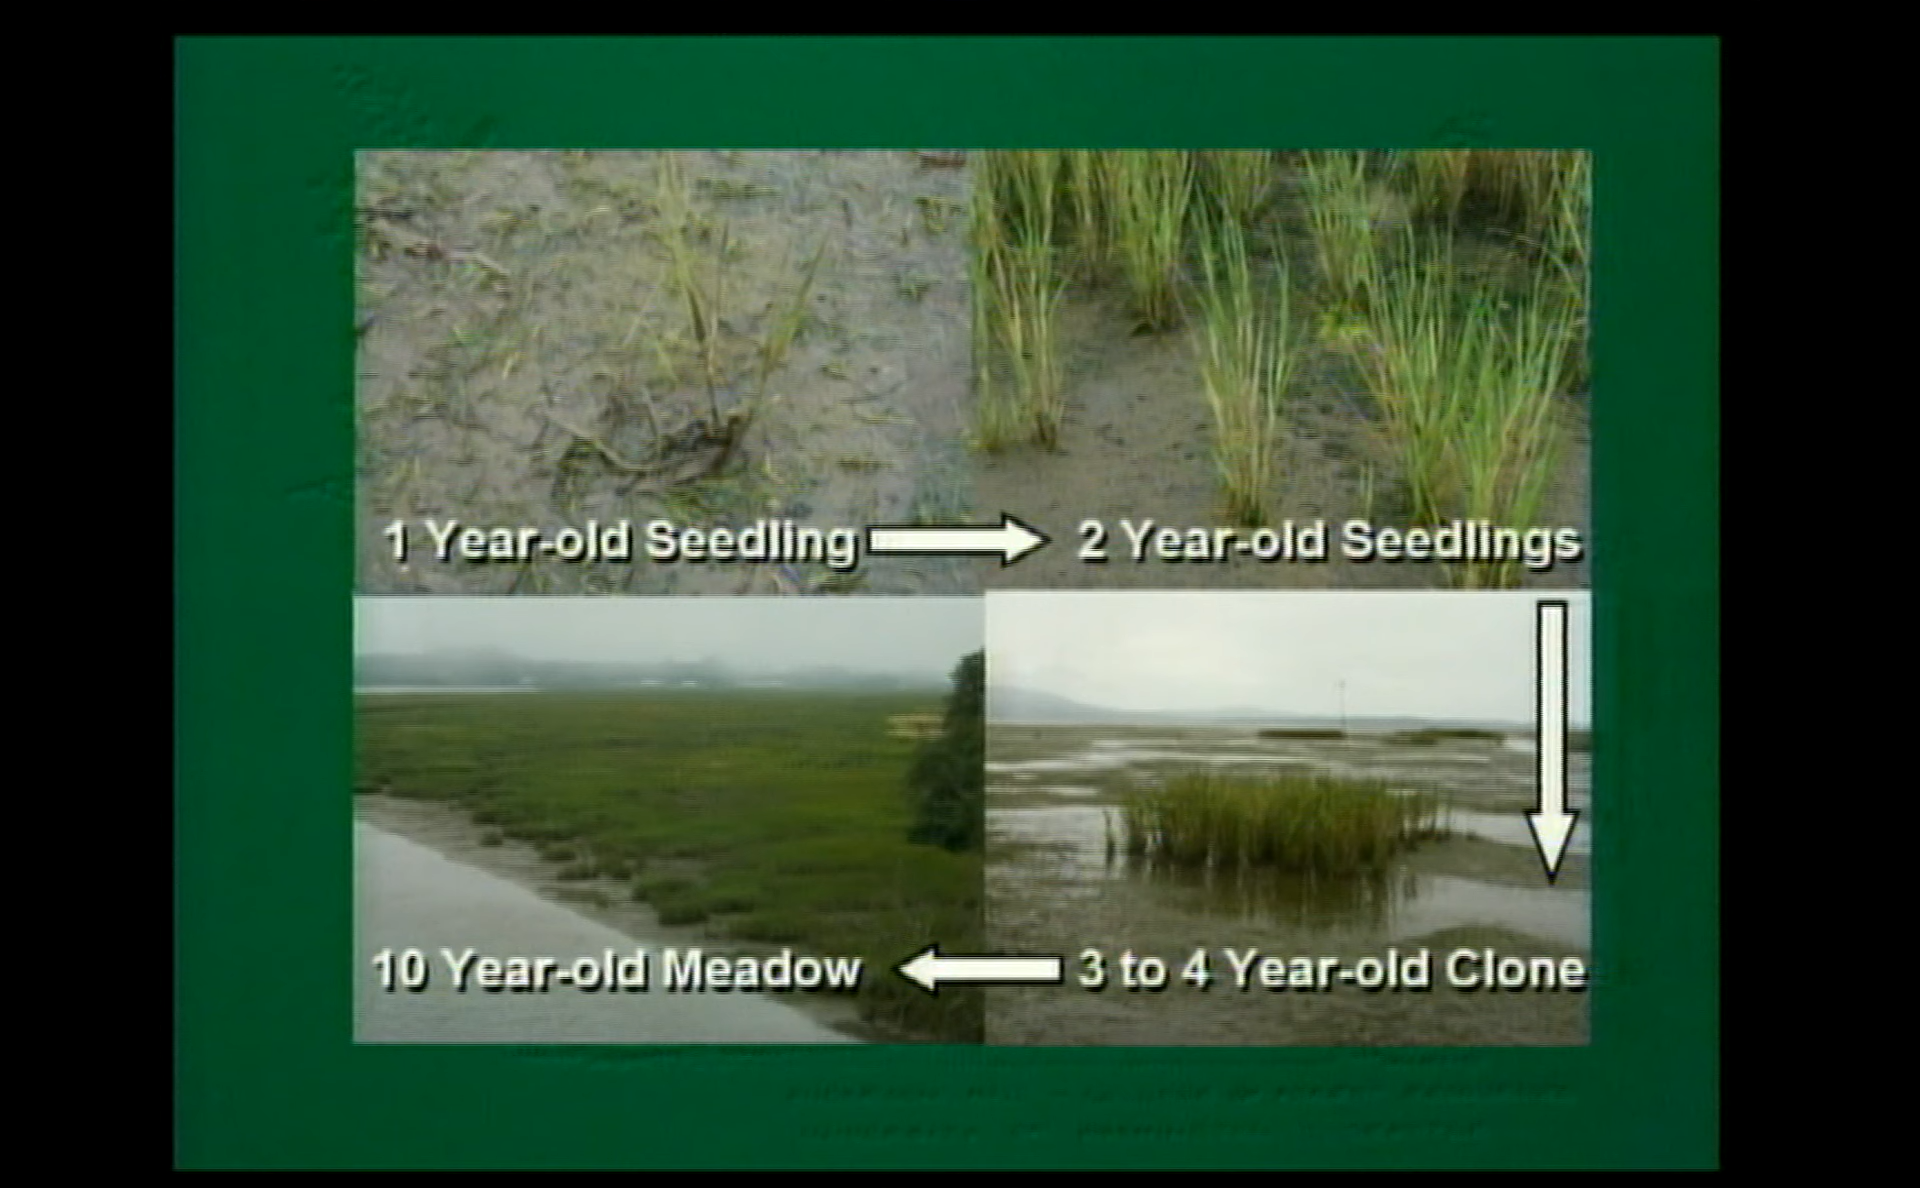 1 Year-old Seedling
2 Year-old Seedlings
10 Year-old Meadow
3 to 4 Year-old Clone